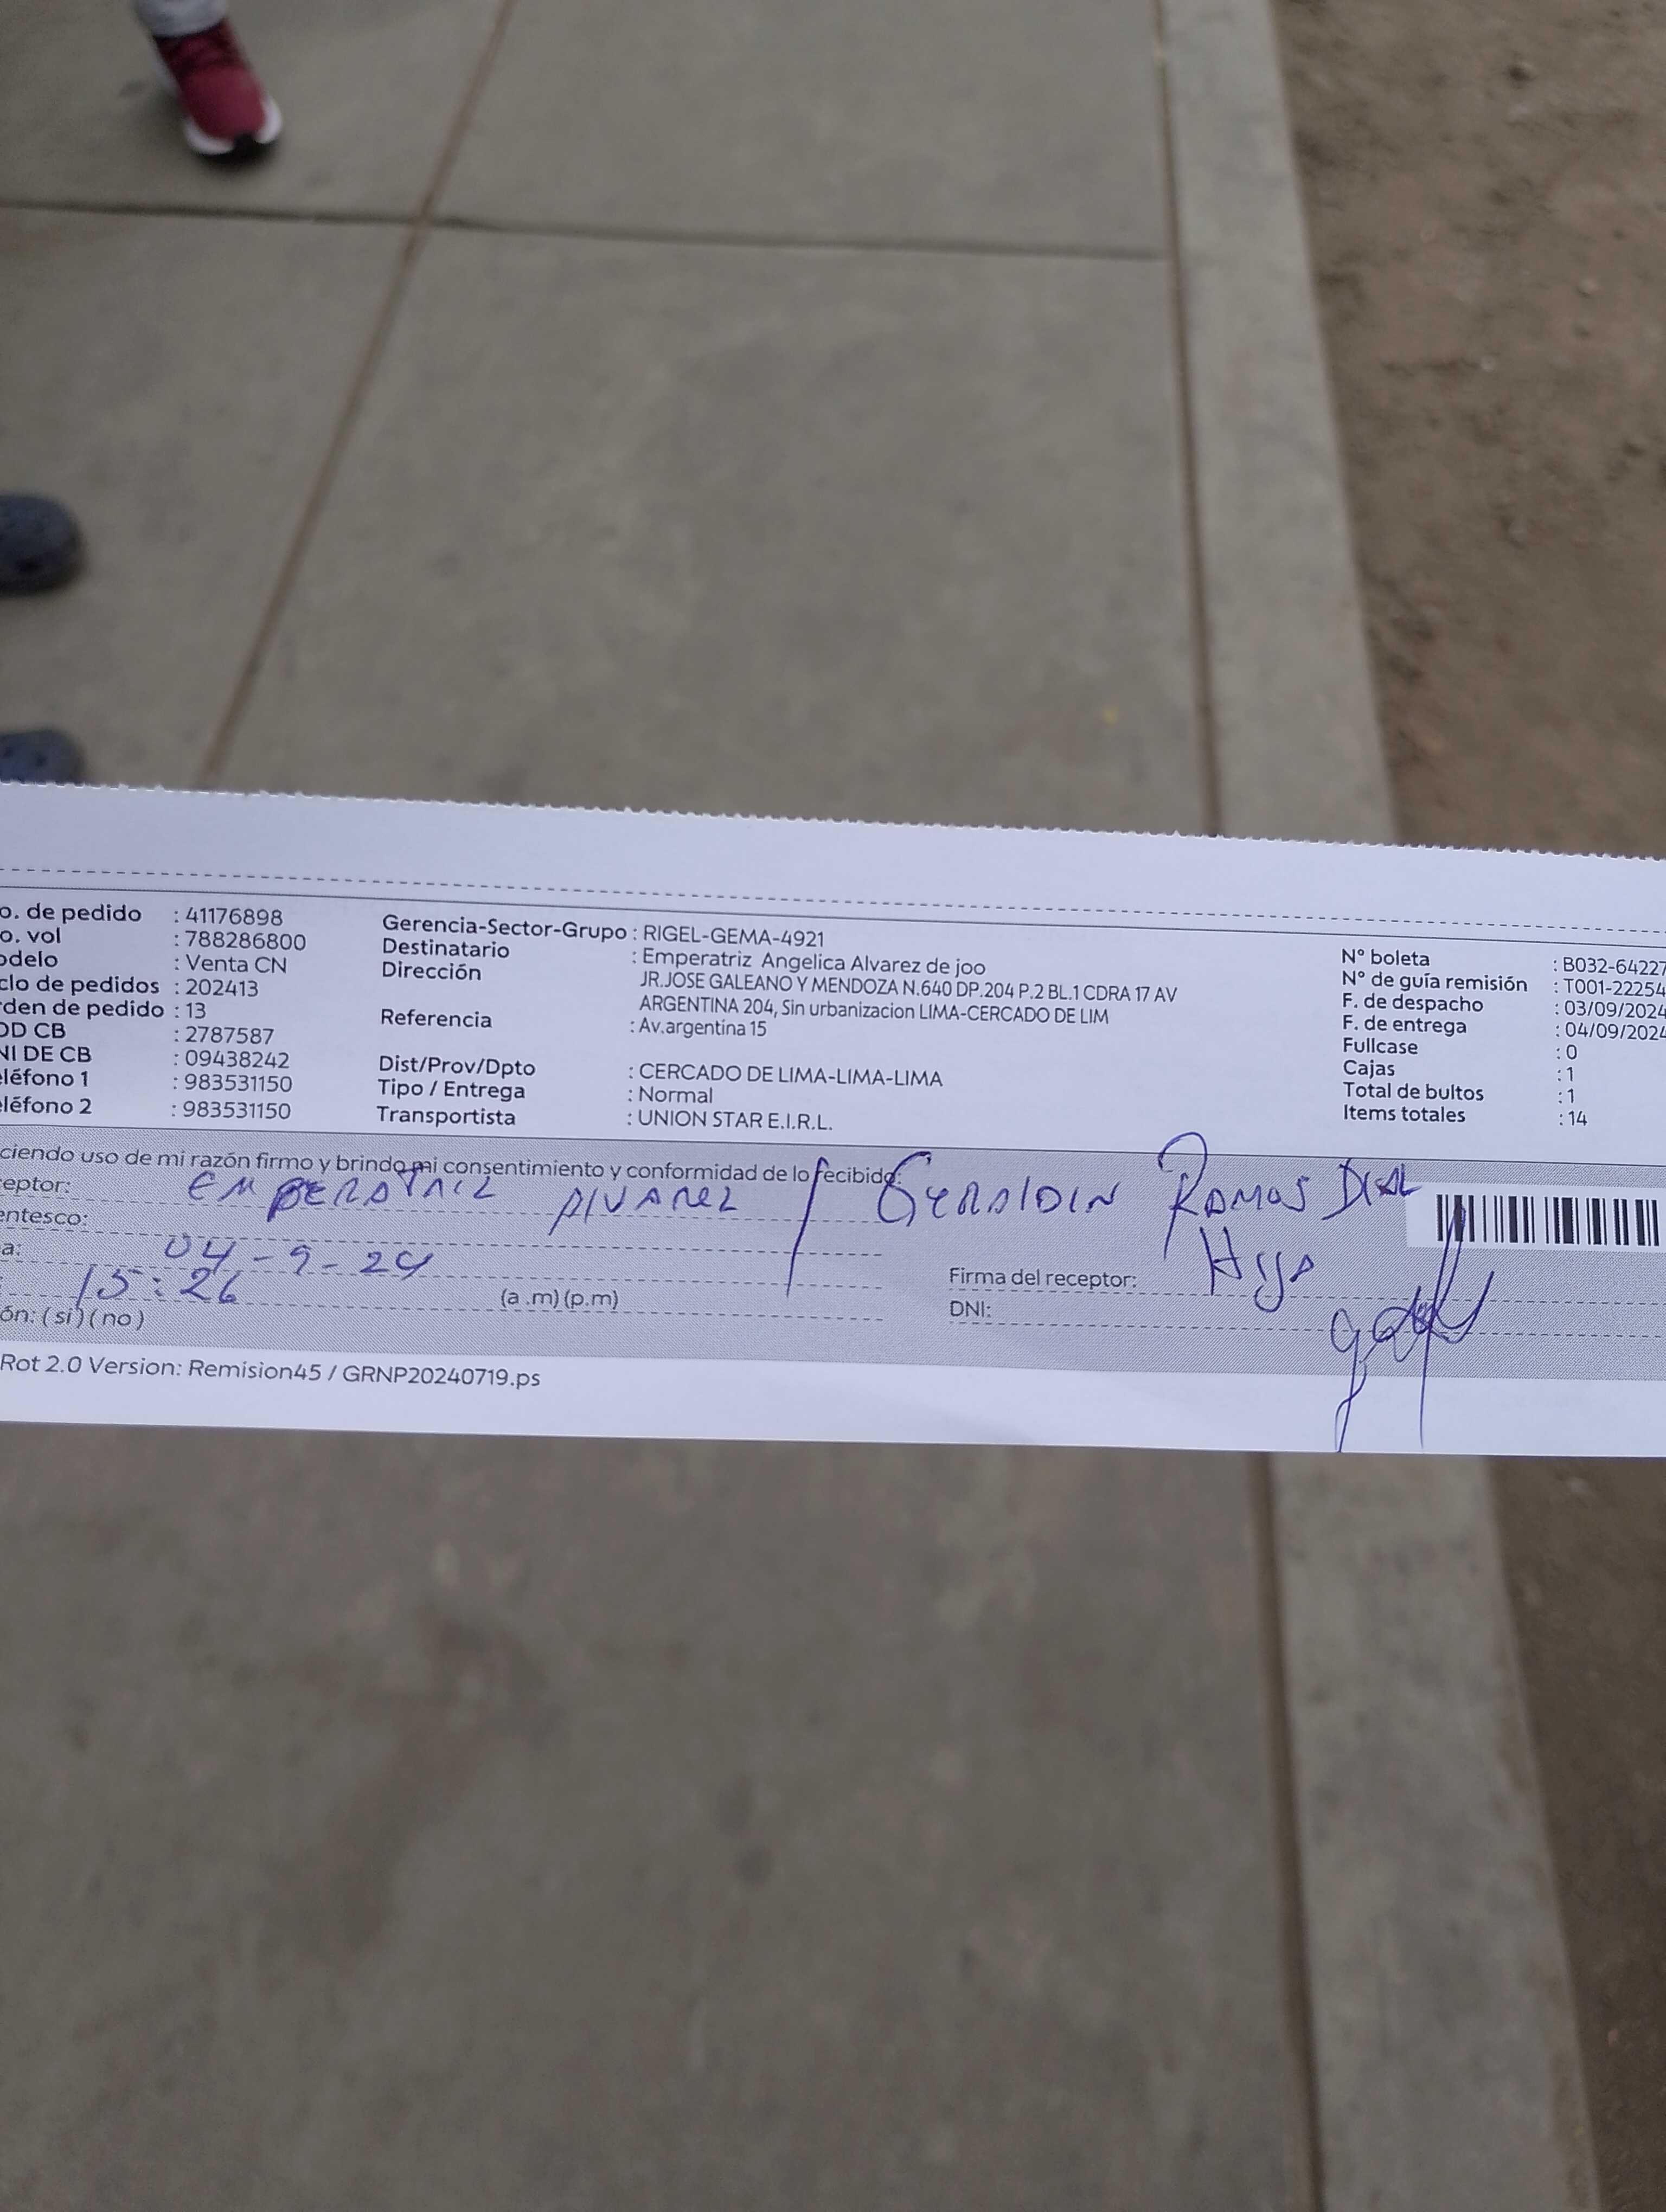 o. de pedido : 41176898
o. vol : 788286800
odelo : Venta CN
clo de pedidos : 202413
rden de pedido : 13
OD CB : 2787587
NI DE CB : 09438242
eléfono 1 : 983531150
eléfono 2 : 983531150
Gerencia-Sector-Grupo : RIGEL-GEMA-4921
Destinatario : Emperatriz Angelica Alvarez de joo
Dirección JR.JOSE GALEANO Y MENDOZA N.640 DP.204 P.2 BL.1 CDRA 17 AV
ARGENTINA 204, Sin urbanizacion LIMA-CERCADO DE LIM
Referencia : Av.argentina 15
Dist/Prov/Dpto : CERCADO DE LIMA-LIMA-LIMA
Tipo / Entrega : Normal
Transportista : UNION STAR E.I.R.L.
N° boleta : B032-64227
N° de guía remisión : T001-22254
F. de despacho : 03/09/2024
F. de entrega : 04/09/2024
Fullcase : 0
Cajas : 1
Total de bultos : 1
Items totales : 14
ciendo uso de mi razón firmo y brindo mi consentimiento y conformidad de lo recibido:
eptor: EMPERATRIZ ALVAREZ / GERALDIN RAMOS
entesco:
a: 04-9-24
: 15:26 (a .m) (p.m)
ón: ( si ) ( no )
Firma del receptor:
DNI:
Rot 2.0 Version: Remision45 / GRNP20240719.ps